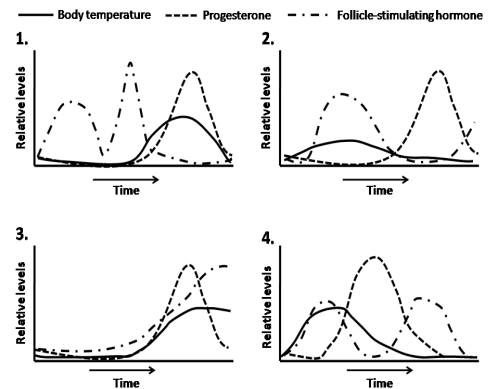 Body temperature Progesterone Follicle-stimulating hormone
1.
Relative levels
Time
2.
Relative levels
Time
3.
Relative levels
Time
4.
Relative levels
Time